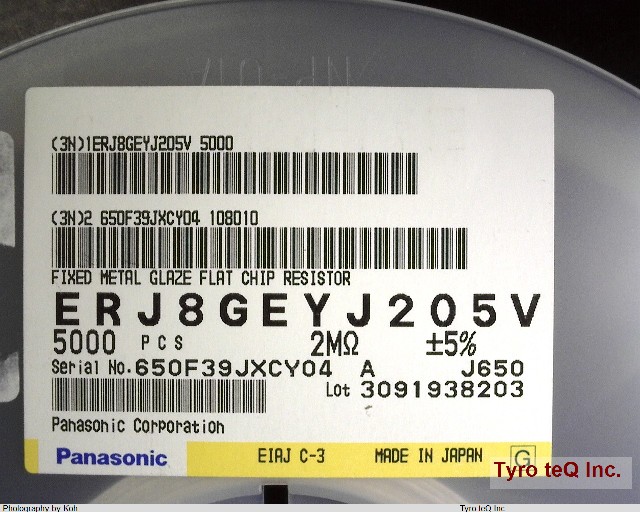 (3N)1ERJ8GEYJ205V 5000
(3N)2 650F39JXCY04 108010
FIXED METAL GLAZE FLAT CHIP RESISTOR
ERJ8GEYJ205V
5000 PCS 2MΩ ±5%
Serial No.650F39JXCY04 A J650
Lot 3091938203
Panasonic Corporation
Panasonic EIAJ C-3 MADE IN JAPAN G
Tyro teQ Inc.
Photography by Koh Tyro teQ Inc